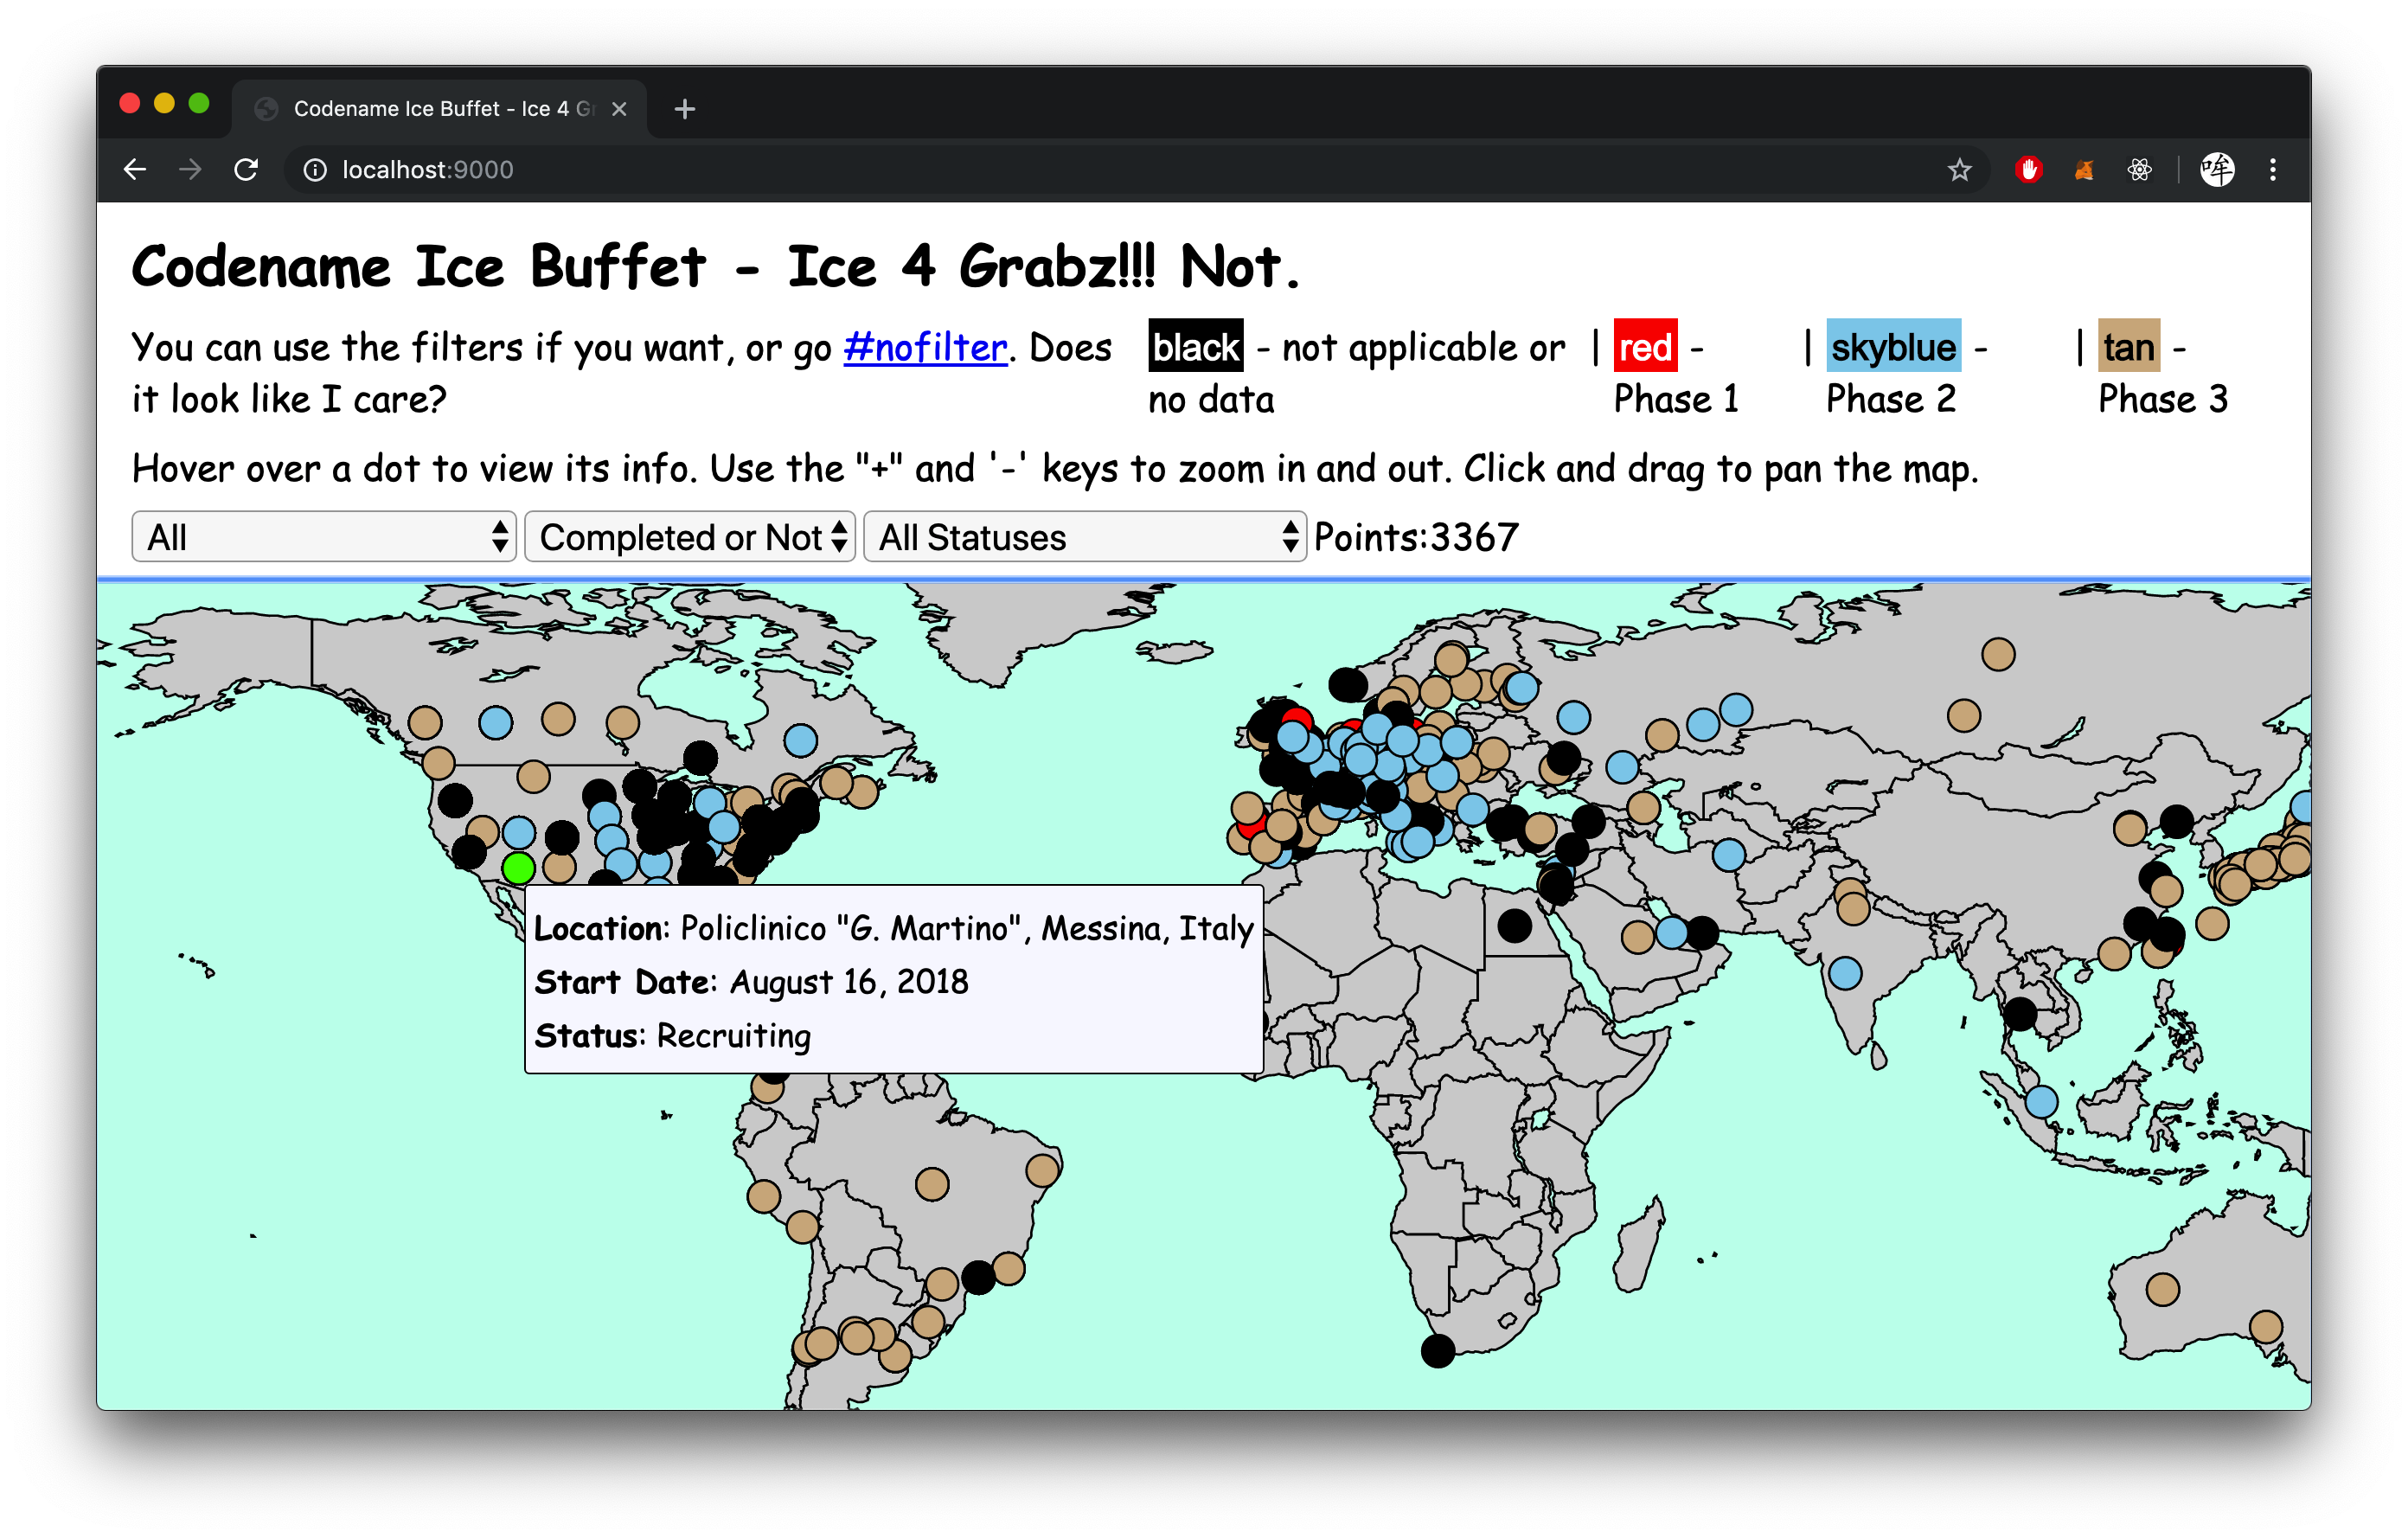 Codename Ice Buffet - Ice 4 Gr
localhost:9000
哞
Codename Ice Buffet - Ice 4 Grabz!!! Not.
You can use the filters if you want, or go #nofilter. Does
it look like I care?
black - not applicable or
no data
| red -
Phase 1
| skyblue -
Phase 2
| tan -
Phase 3
Hover over a dot to view its info. Use the "+" and '-' keys to zoom in and out. Click and drag to pan the map.
All
Completed or Not
All Statuses
Points:3367
Location: Policlinico "G. Martino", Messina, Italy
Start Date: August 16, 2018
Status: Recruiting